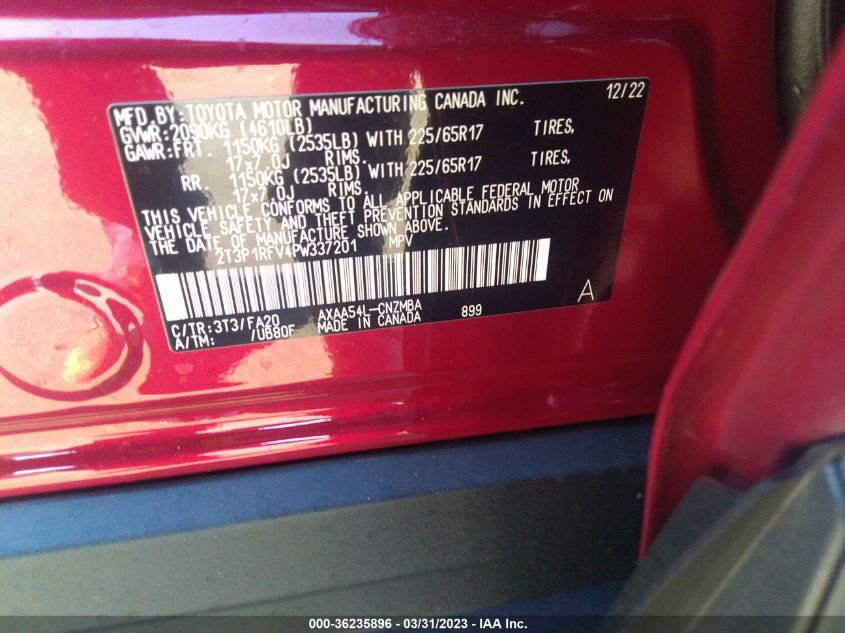 MFD.BY:TOYOTA MOTOR MANUFACTURING CANADA INC. 12/22
GVWR:2090KG (4610LB)
GAWR:FRT. 1150KG (2535LB) WITH 225/65R17 TIRES,
17x7.0J RIMS.
RR. 1150KG (2535LB) WITH 225/65R17 TIRES,
17x7.0J RIMS.
THIS VEHICLE CONFORMS TO ALL APPLICABLE FEDERAL MOTOR
VEHICLE SAFETY AND THEFT PREVENTION STANDARDS IN EFFECT ON
THE DATE OF MANUFACTURE SHOWN ABOVE.
2T3P1RFV4PW337201 MPV
A
C/TR:3T3/FA20 AXAA54L-CNZMBA 899
A/TM: /UB80F MADE IN CANADA
000-36235896 - 03/31/2023 - IAA Inc.